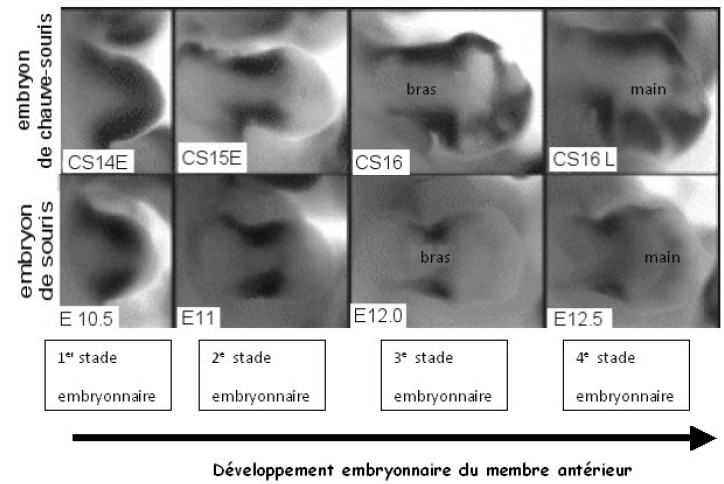 embryon
de chauve-souris
CS14E
CS15E
bras
CS16
main
CS16 L
embryon
de souris
E 10.5
E11
bras
E12.0
main
E12.5
1er stade
embryonnaire
2e stade
embryonnaire
3e stade
embryonnaire
4e stade
embryonnaire
Développement embryonnaire du membre antérieur